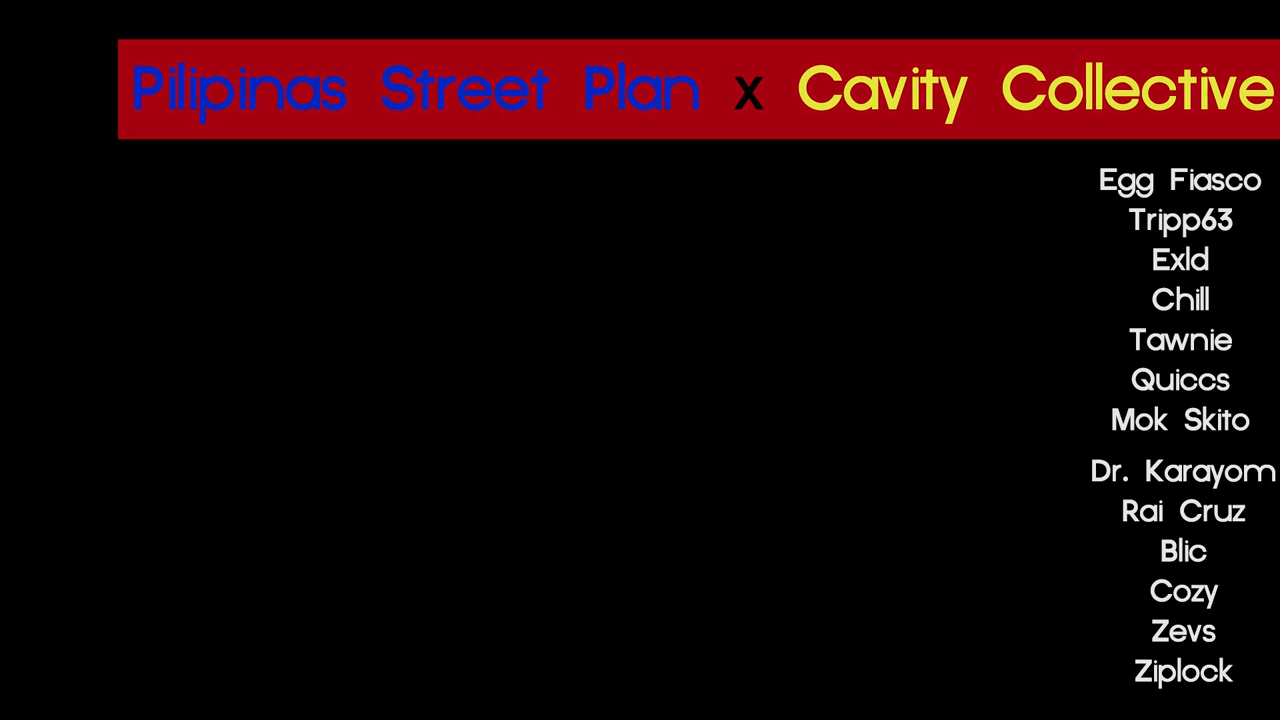 Pilipinas Street Plan x Cavity Collective
Egg Fiasco
Tripp63
Exld
Chill
Tawnie
Quiccs
Mok Skito
Dr. Karayom
Rai Cruz
Blic
Cozy
Zevs
Ziplock